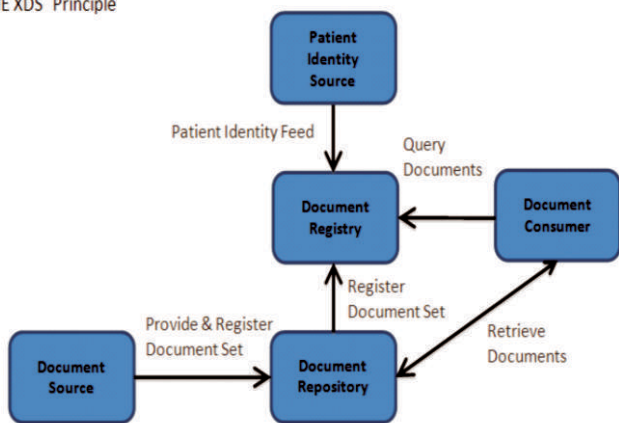 E XDS Principle
Patient
Identity
Source
Patient Identity Feed
Query
Documents
Document
Registry
Document
Consumer
Register
Document Set
Provide & Register
Document Set
Retrieve
Documents
Document
Source
Document
Repository